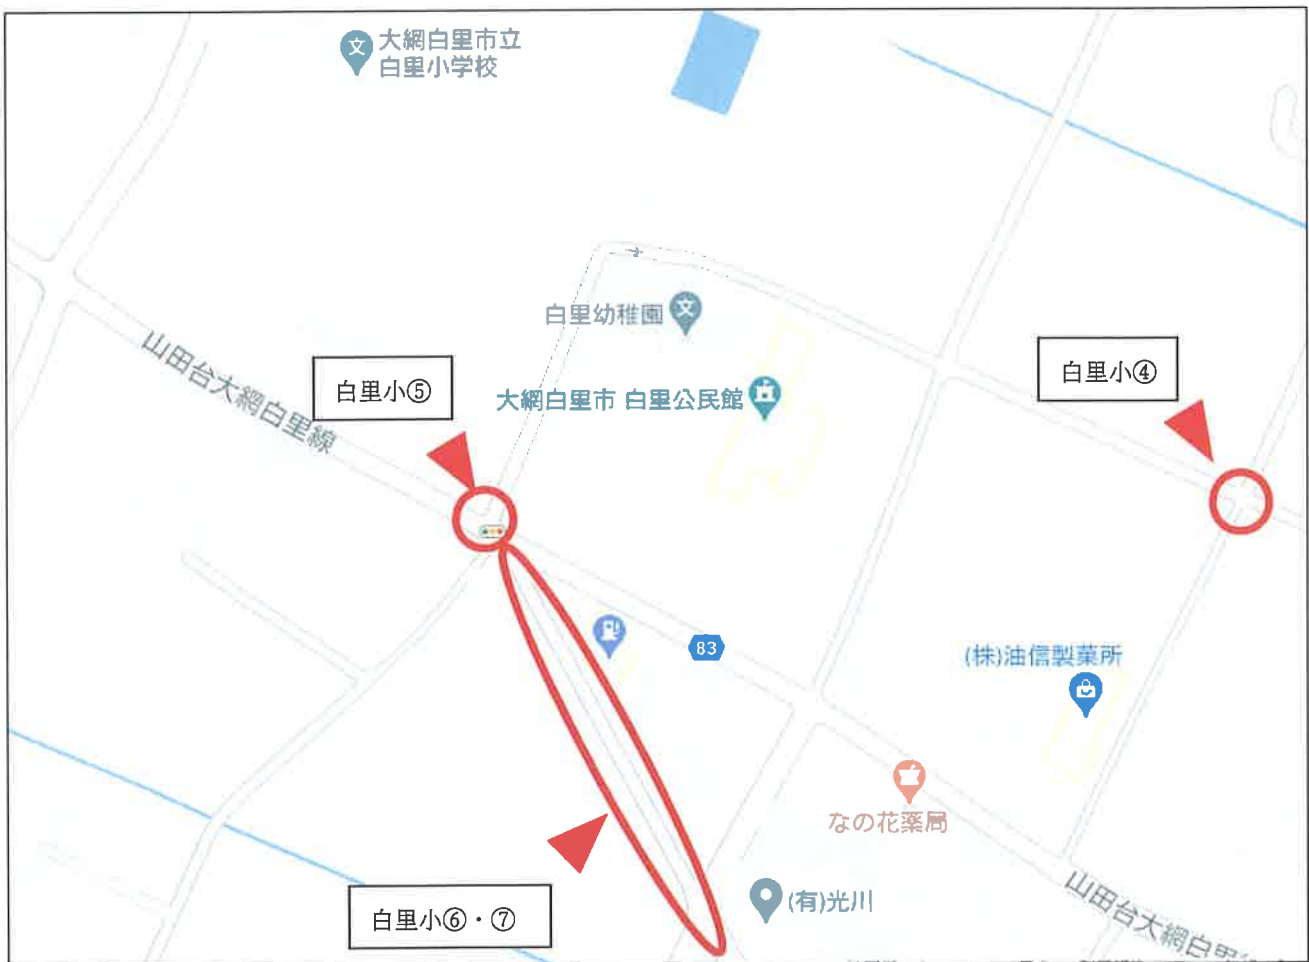 文
大網白里市立
白里小学校
白里幼稚園
文
山田台大網白里線
白里小⑤
大網白里市 白里公民館
白里小④
83
(株)油信製菓所
なの花薬局
白里小⑥・⑦
(有)光川
山田台大網白里